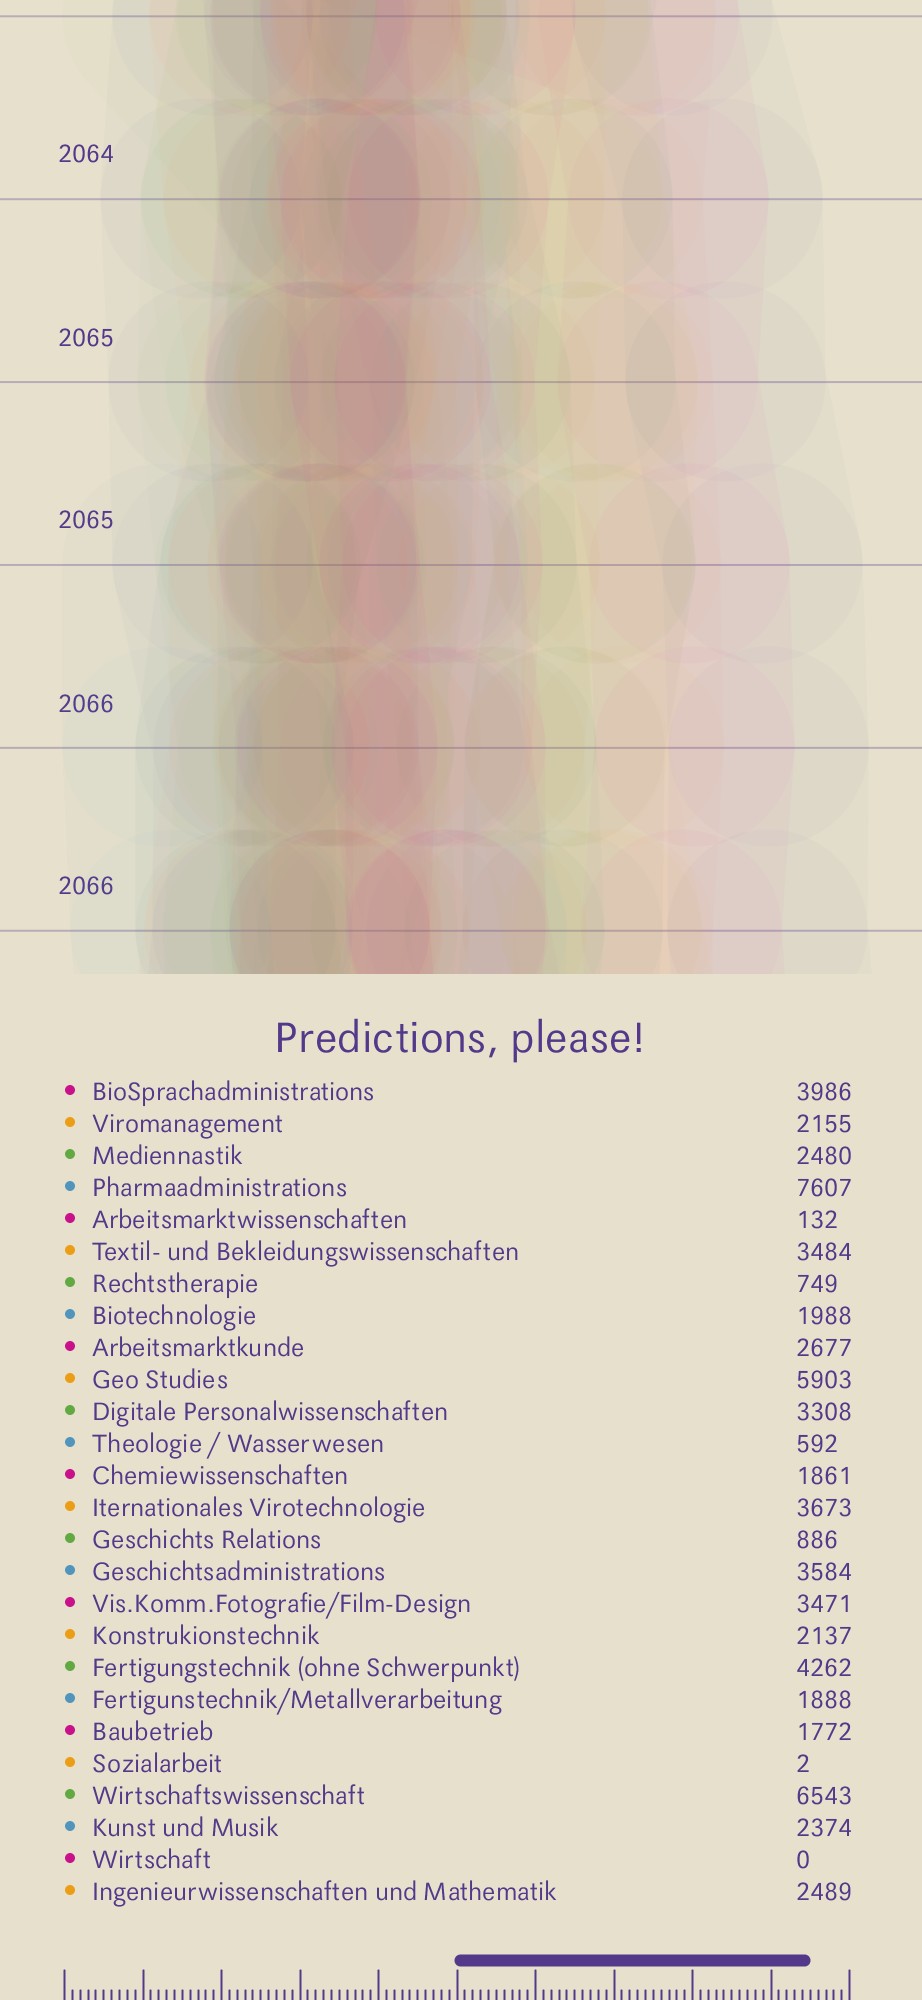 2064
2065
2065
2066
2066
Predictions, please!
BioSprachadministrations 3986
Viromanagement 2155
Mediennastik 2480
Pharmaadministrations 7607
Arbeitsmarktwissenschaften 132
Textil- und Bekleidungswissenschaften 3484
Rechtstherapie 749
Biotechnologie 1988
Arbeitsmarktkunde 2677
Geo Studies 5903
Digitale Personalwissenschaften 3308
Theologie / Wasserwesen 592
Chemiewissenschaften 1861
Iternationales Virotechnologie 3673
Geschichts Relations 886
Geschichtsadministrations 3584
Vis.Komm.Fotografie/Film-Design 3471
Konstrukionstechnik 2137
Fertigungstechnik (ohne Schwerpunkt) 4262
Fertigunstechnik/Metallverarbeitung 1888
Baubetrieb 1772
Sozialarbeit 2
Wirtschaftswissenschaft 6543
Kunst und Musik 2374
Wirtschaft 0
Ingenieurwissenschaften und Mathematik 2489